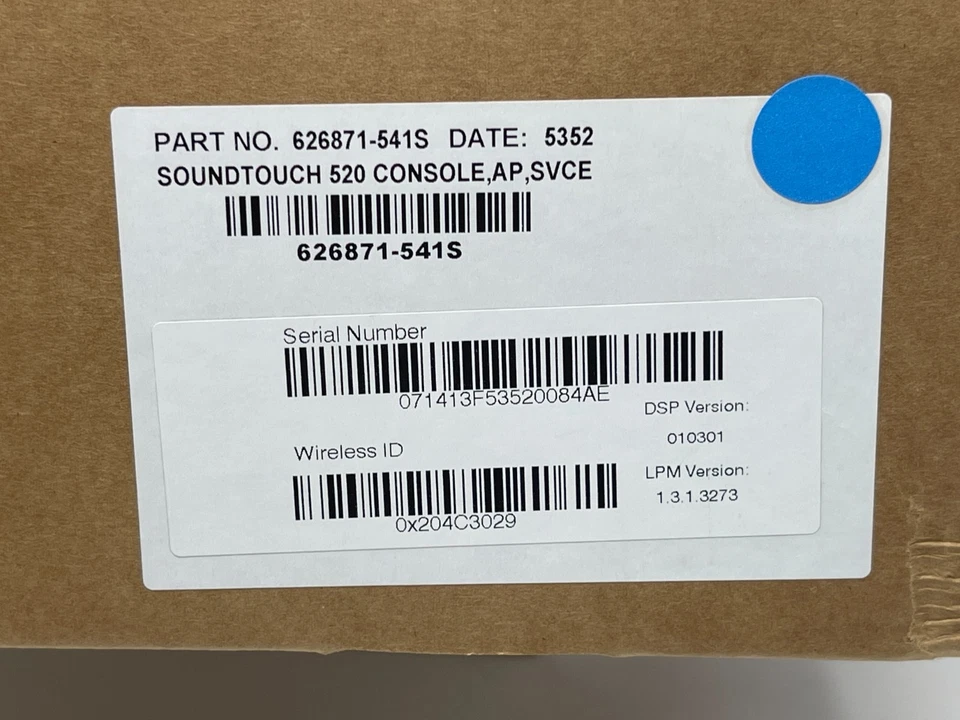 PART NO. 626871-541S DATE: 5352
SOUNDTOUCH 520 CONSOLE,AP,SVCE
626871-541S
Serial Number
071413F53520084AE
DSP Version:
010301
Wireless ID
LPM Version:
1.3.1.3273
0x204C3029